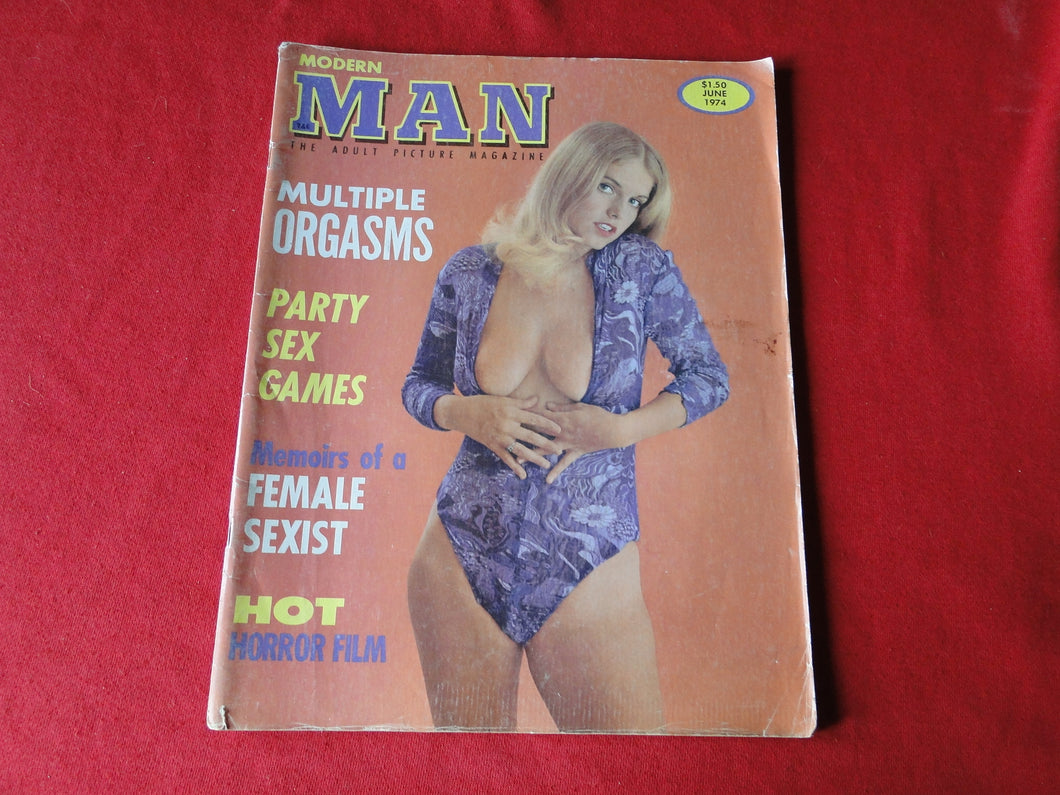 MODERN
MAN
THE ADULT PICTURE MAGAZINE
$1.50
JUNE
1974
MULTIPLE
ORGASMS
PARTY
SEX
GAMES
Memoirs of a
FEMALE
SEXIST
HOT
HORROR FILM